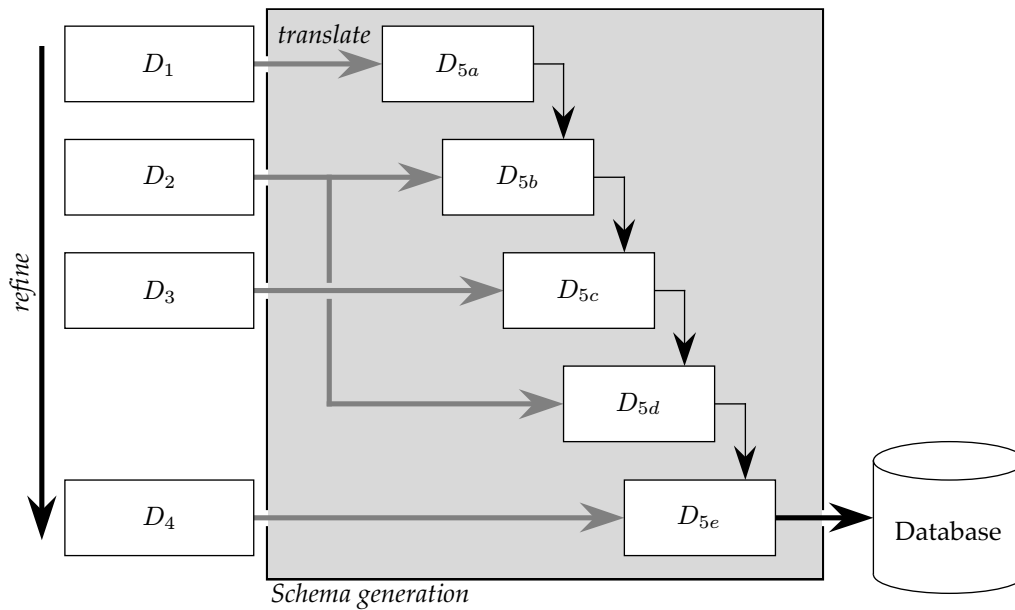 translate
D₁
D₅ₐ
D₂
D₅b
refine
D₃
D₅c
D₅d
D₄
D₅ₑ
Database
Schema generation